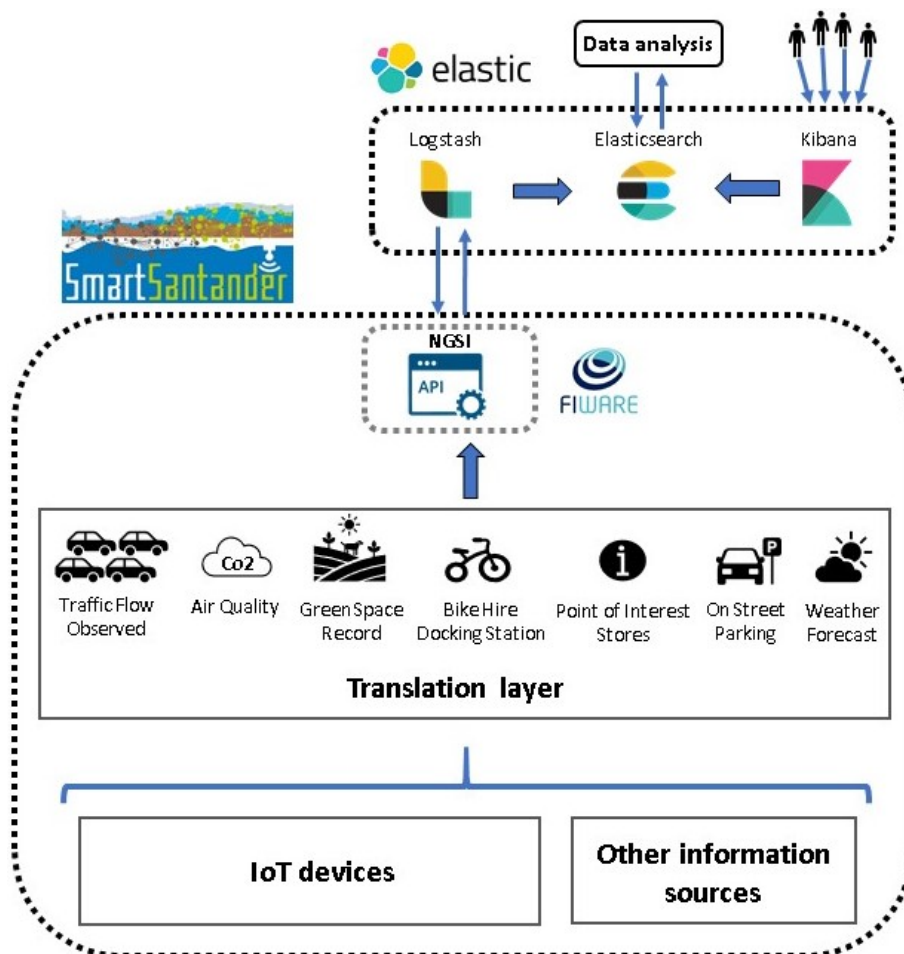 Data analysis
elastic
Logstash
Elasticsearch
Kibana
SmartSantander
NGSI
API
FIWARE
Co2
i
P
Traffic Flow
Observed
Air Quality
Green Space
Record
Bike Hire
Docking Station
Point of Interest
Stores
On Street
Parking
Weather
Forecast
Translation layer
IoT devices
Other information
sources